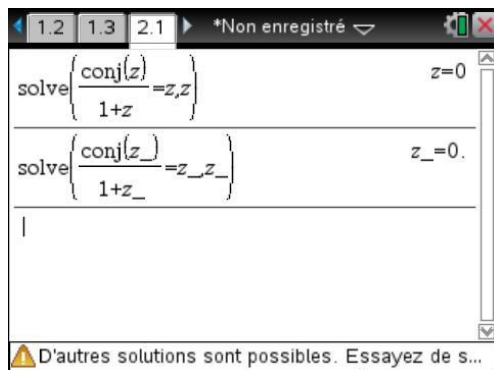 1.2 1.3 2.1 *Non enregistré
solve(conj(z)/1+z=z,z) z=0
solve(conj(z_)/1+z_=z_,z_) z_=0.
D'autres solutions sont possibles. Essayez de s...